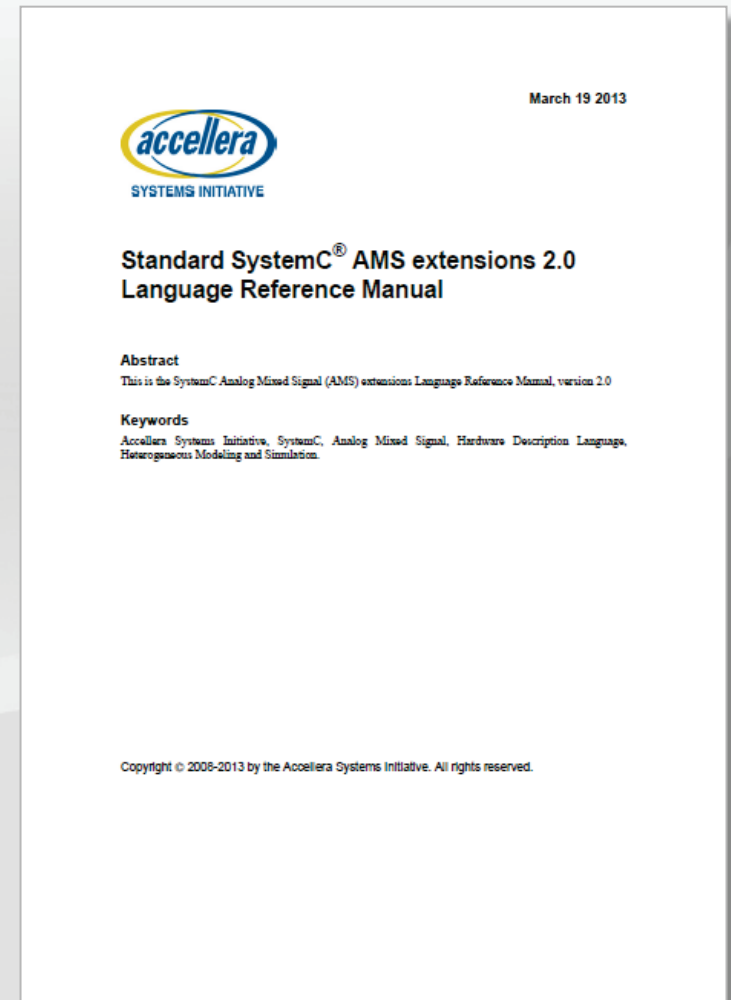 March 19 2013
accellera
SYSTEMS INITIATIVE
Standard SystemC® AMS extensions 2.0
Language Reference Manual
Abstract
This is the SystemC Analog Mixed Signal (AMS) extensions Language Reference Manual, version 2.0
Keywords
Accellera Systems Initiative, SystemC, Analog Mixed Signal, Hardware Description Language,
Heterogeneous Modeling and Simulation.
Copyright © 2008-2013 by the Accellera Systems Initiative. All rights reserved.